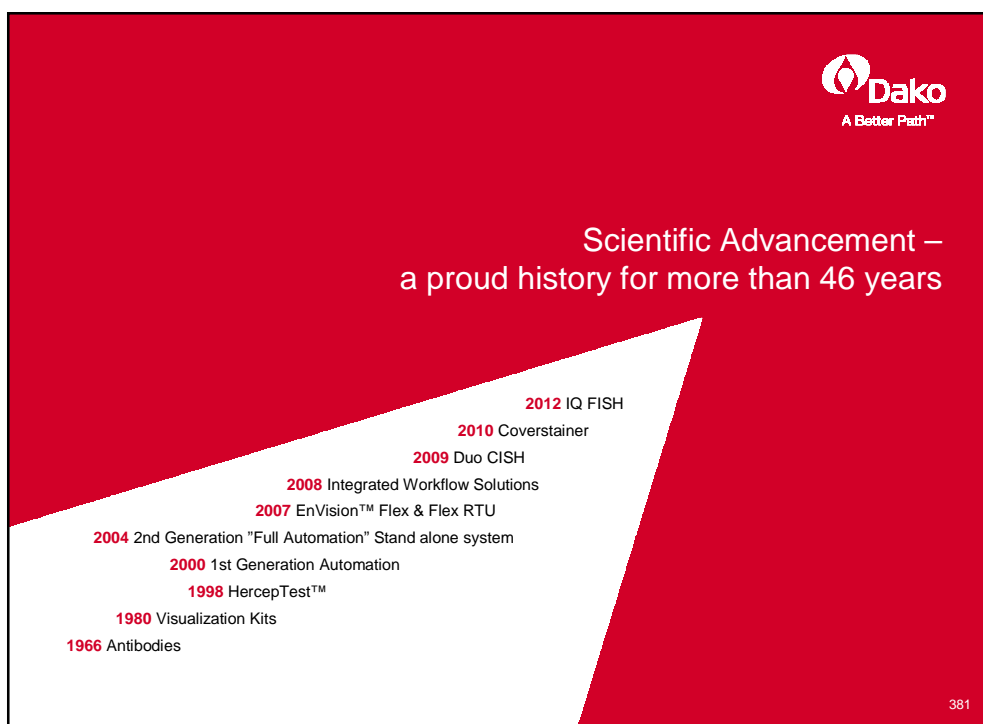 Dako
A Better Path™
Scientific Advancement –
a proud history for more than 46 years
2012 IQ FISH
2010 Coverstainer
2009 Duo CISH
2008 Integrated Workflow Solutions
2007 EnVision™ Flex & Flex RTU
2004 2nd Generation ”Full Automation” Stand alone system
2000 1st Generation Automation
1998 HercepTest™
1980 Visualization Kits
1966 Antibodies
381